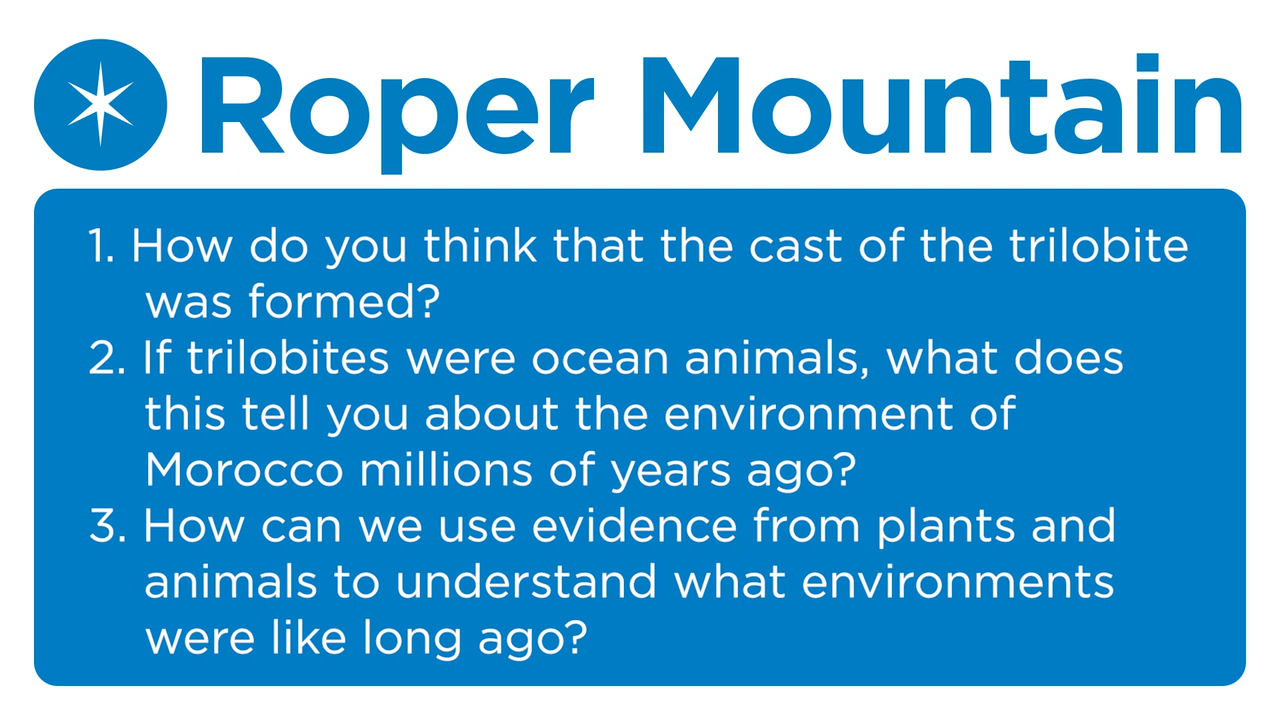 Roper Mountain
1. How do you think that the cast of the trilobite
was formed?
2. If trilobites were ocean animals, what does
this tell you about the environment of
Morocco millions of years ago?
3. How can we use evidence from plants and
animals to understand what environments
were like long ago?